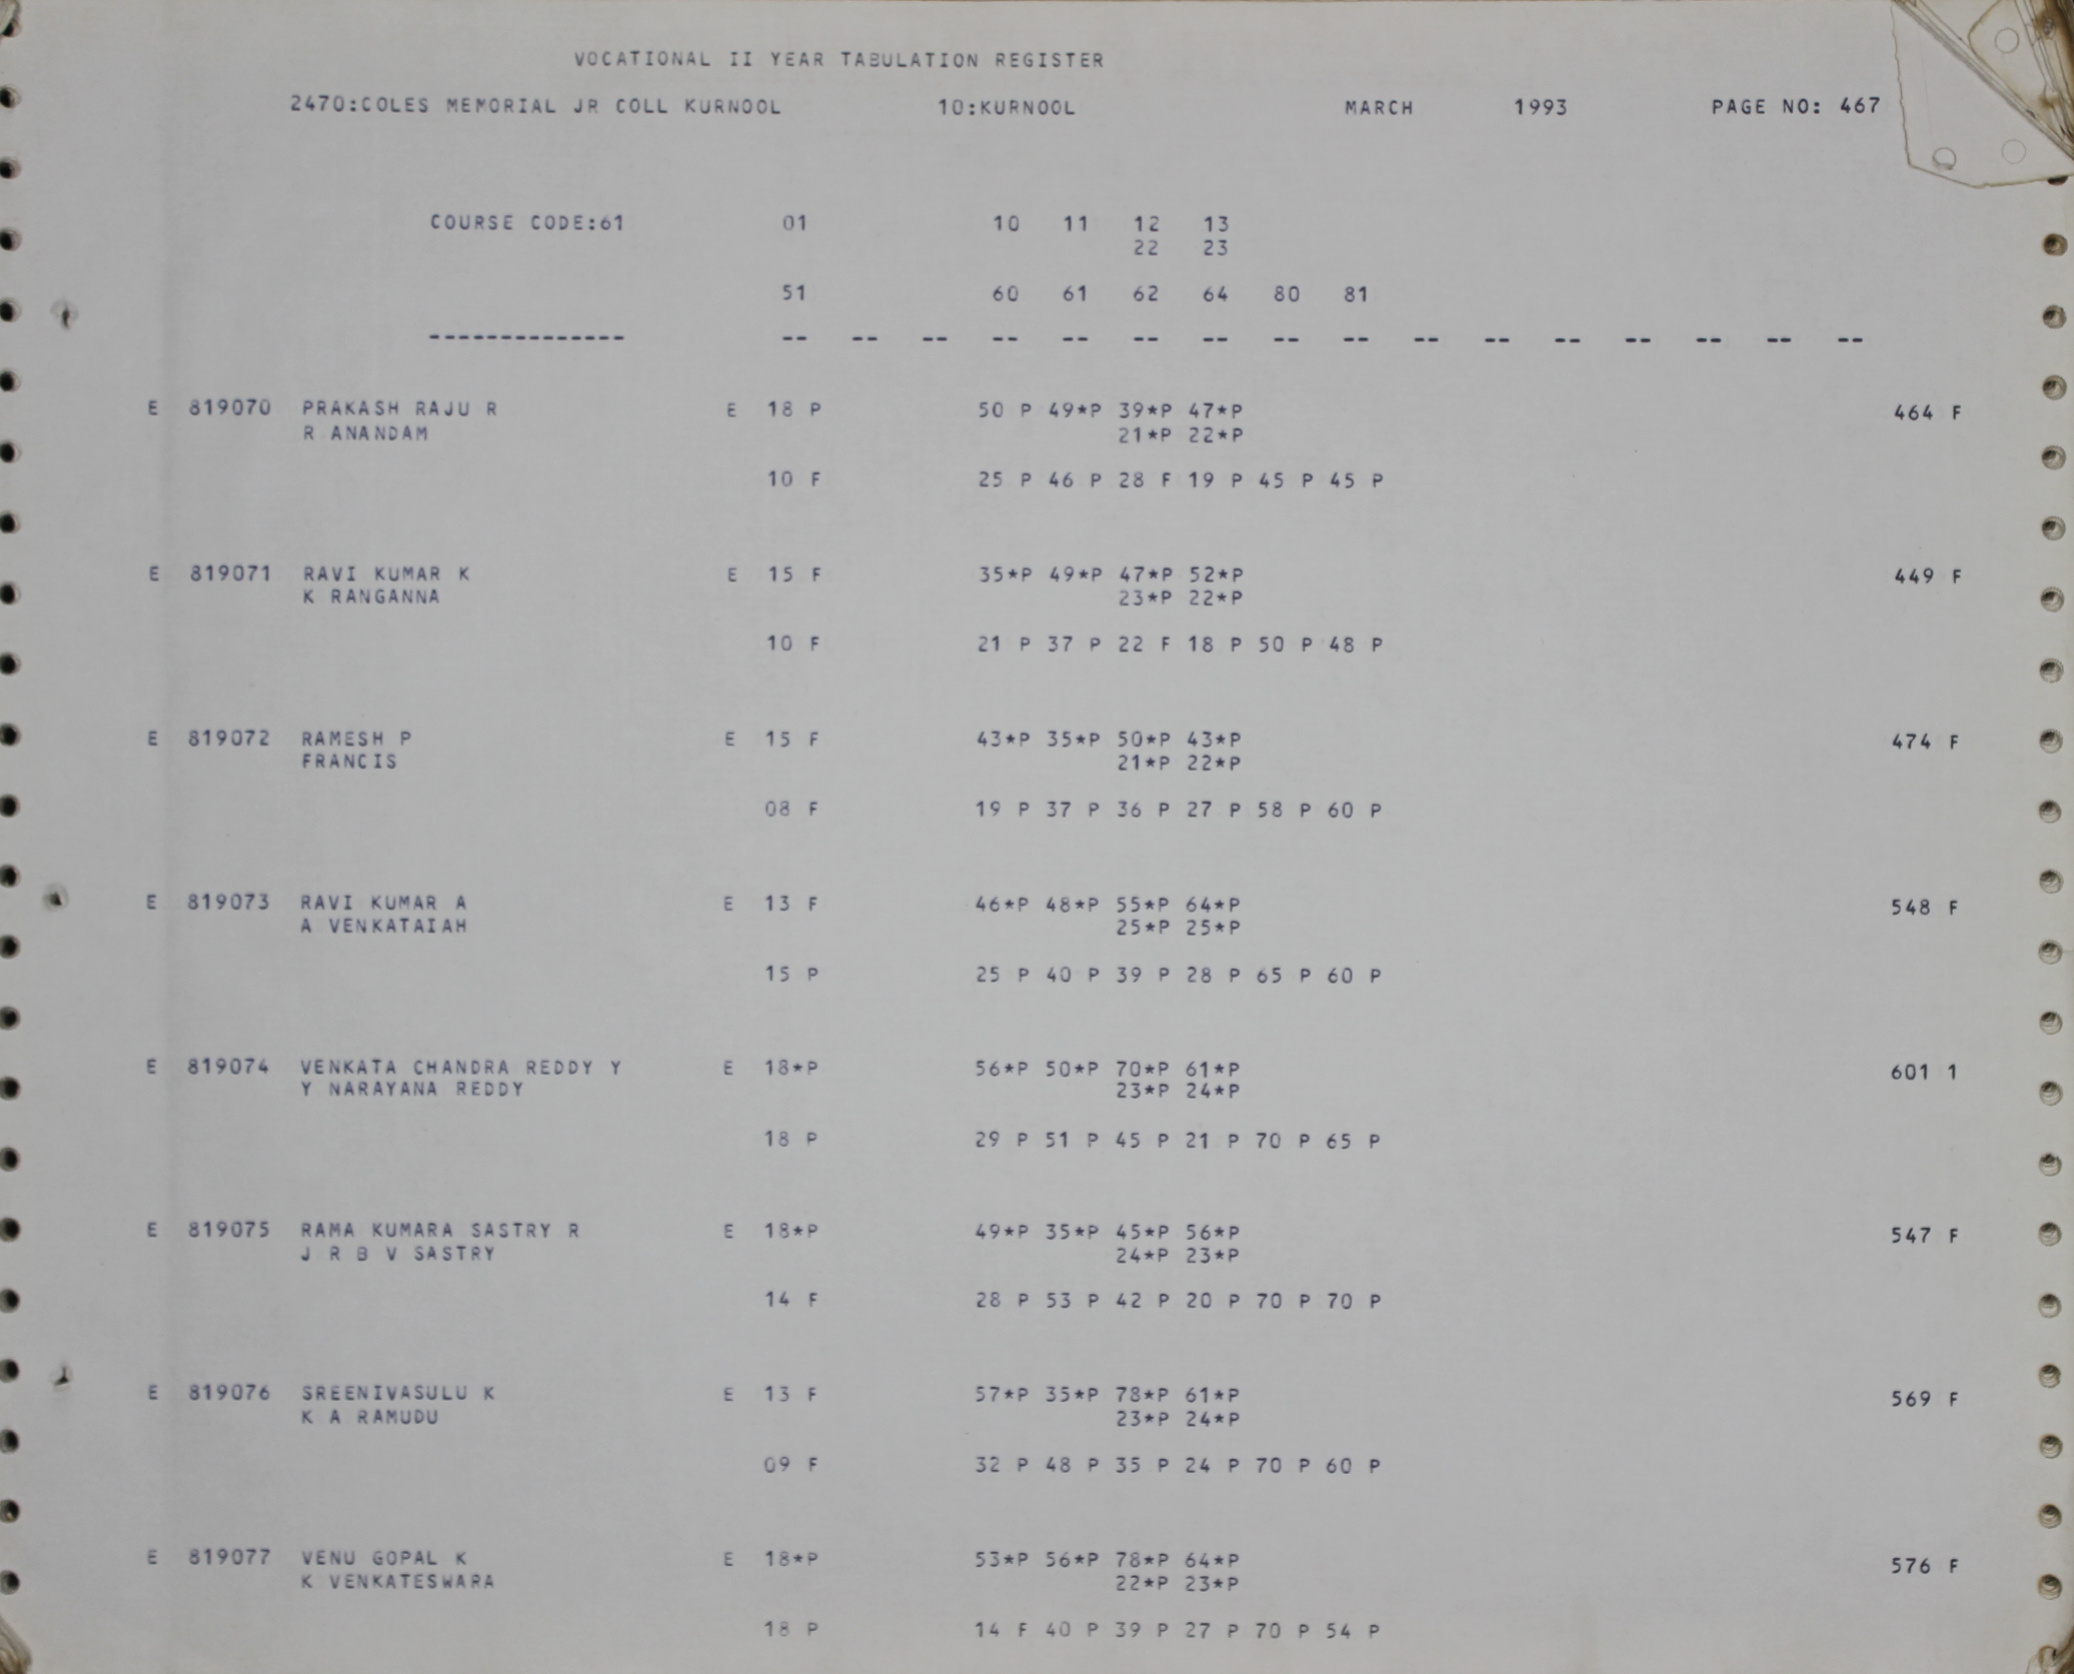 VOCATIONAL II YEAR TABULATION REGISTER
2470:COLES MEMORIAL JR COLL KURNOOL 10:KURNOOL MARCH 1993 PAGE NO: 467
COURSE CODE:61 01 10 11 12 13
22 23
51 60 61 62 64 80 81
-------------- -- -- -- -- -- -- -- -- -- -- -- -- -- -- -- --
E 819070 PRAKASH RAJU R E 18 P 50 P 49*P 39*P 47*P 464 F
R ANANDAM 21*P 22*P
10 F 25 P 46 P 28 F 19 P 45 P 45 P
E 819071 RAVI KUMAR K E 15 F 35*P 49*P 47*P 52*P 449 F
K RANGANNA 23*P 22*P
10 F 21 P 37 P 22 F 18 P 50 P 48 P
E 819072 RAMESH P E 15 F 43*P 35*P 50*P 43*P 474 F
FRANCIS 21*P 22*P
08 F 19 P 37 P 36 P 27 P 58 P 60 P
E 819073 RAVI KUMAR A E 13 F 46*P 48*P 55*P 64*P 548 F
A VENKATAIAH 25*P 25*P
15 P 25 P 40 P 39 P 28 P 65 P 60 P
E 819074 VENKATA CHANDRA REDDY Y E 18*P 56*P 50*P 70*P 61*P 601 1
Y NARAYANA REDDY 23*P 24*P
18 P 29 P 51 P 45 P 21 P 70 P 65 P
E 819075 RAMA KUMARA SASTRY R E 18*P 49*P 35*P 45*P 56*P 547 F
J R B V SASTRY 24*P 23*P
14 F 28 P 53 P 42 P 20 P 70 P 70 P
E 819076 SREENIVASULU K E 13 F 57*P 35*P 78*P 61*P 569 F
K A RAMUDU 23*P 24*P
09 F 32 P 48 P 35 P 24 P 70 P 60 P
E 819077 VENU GOPAL K E 18*P 53*P 56*P 78*P 64*P 576 F
K VENKATESWARA 22*P 23*P
18 P 14 F 40 P 39 P 27 P 70 P 54 P